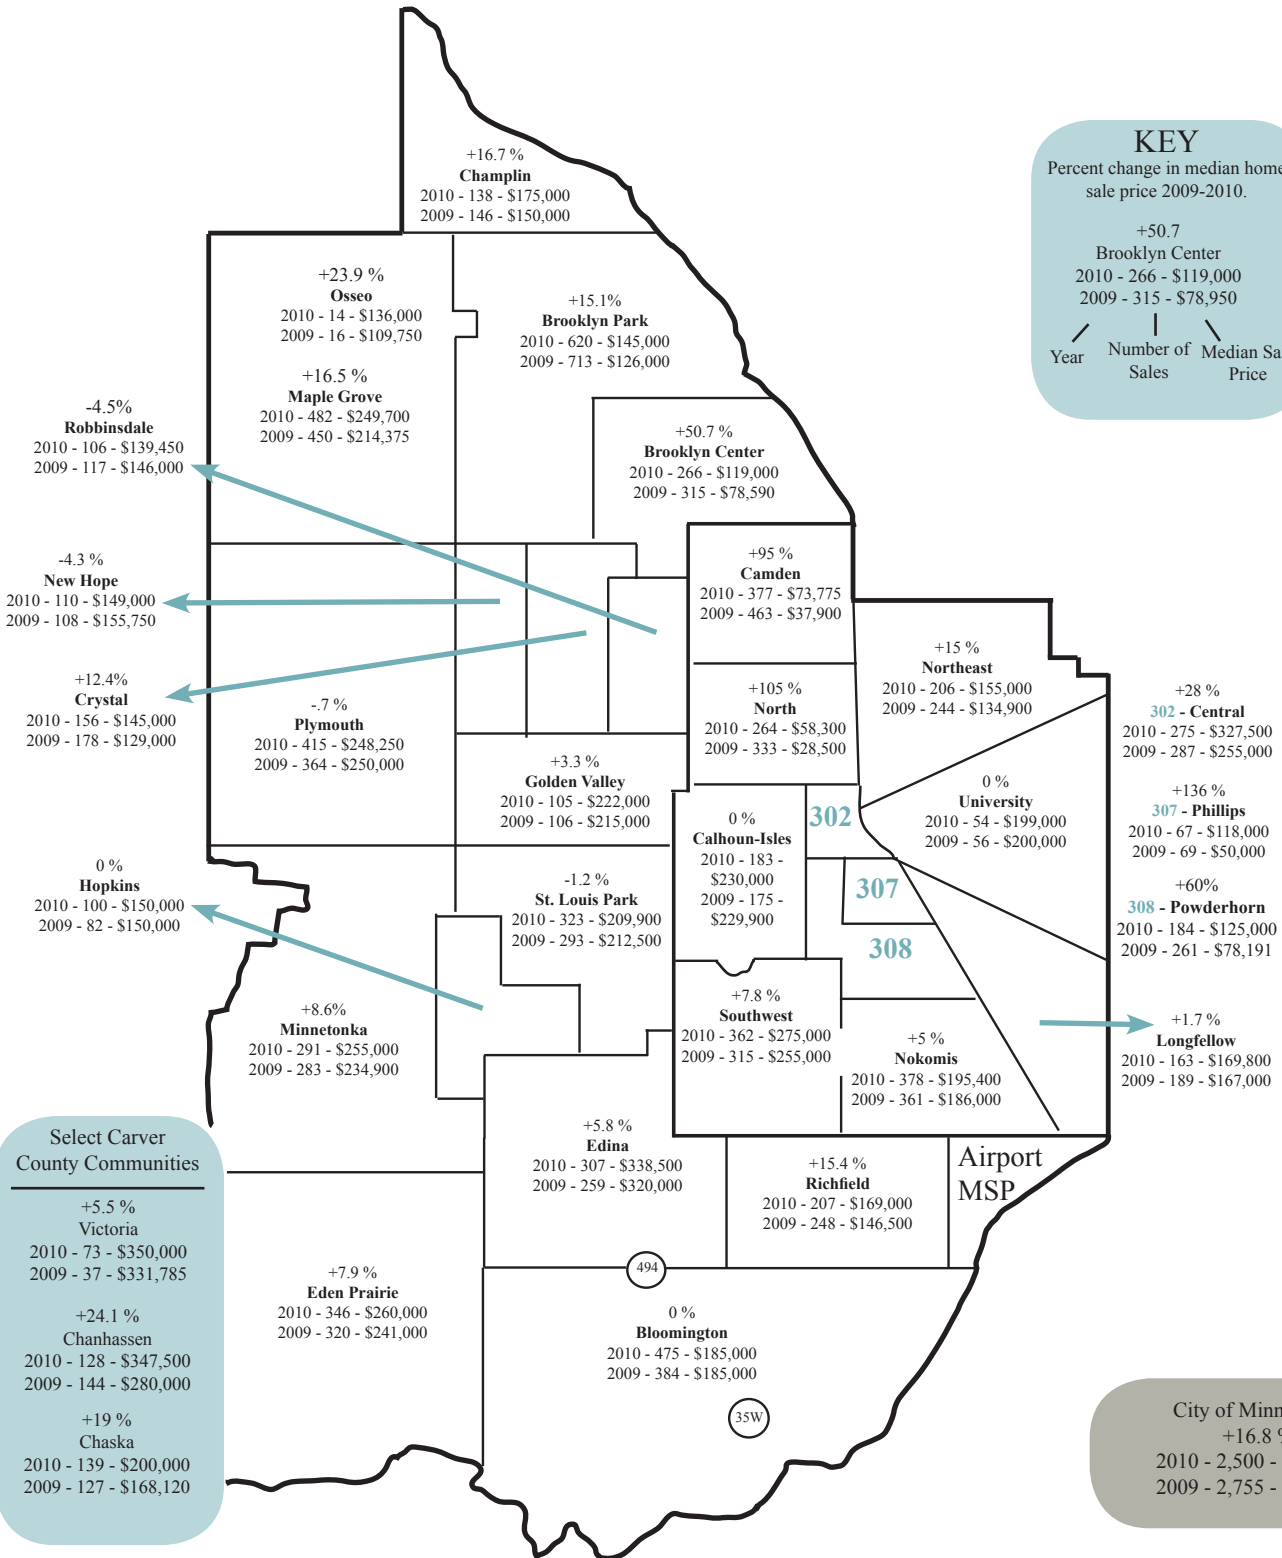 +16.7 %
Champlin
2010 - 138 - $175,000
2009 - 146 - $150,000
KEY
Percent change in median home
sale price 2009-2010.
+50.7
Brooklyn Center
2010 - 266 - $119,000
2009 - 315 - $78,950
Year
Number of
Sales
Median Sa
Price
+23.9 %
Osseo
2010 - 14 - $136,000
2009 - 16 - $109,750
+16.5 %
Maple Grove
2010 - 482 - $249,700
2009 - 450 - $214,375
+15.1%
Brooklyn Park
2010 - 620 - $145,000
2009 - 713 - $126,000
-4.5%
Robbinsdale
2010 - 106 - $139,450
2009 - 117 - $146,000
+50.7 %
Brooklyn Center
2010 - 266 - $119,000
2009 - 315 - $78,590
-4.3 %
New Hope
2010 - 110 - $149,000
2009 - 108 - $155,750
+95 %
Camden
2010 - 377 - $73,775
2009 - 463 - $37,900
+15 %
Northeast
2010 - 206 - $155,000
2009 - 244 - $134,900
+12.4%
Crystal
2010 - 156 - $145,000
2009 - 178 - $129,000
-.7 %
Plymouth
2010 - 415 - $248,250
2009 - 364 - $250,000
+105 %
North
2010 - 264 - $58,300
2009 - 333 - $28,500
+28 %
302 - Central
2010 - 275 - $327,500
2009 - 287 - $255,000
+3.3 %
Golden Valley
2010 - 105 - $222,000
2009 - 106 - $215,000
0 %
Calhoun-Isles
2010 - 183 -
$230,000
2009 - 175 -
$229,900
302
0 %
University
2010 - 54 - $199,000
2009 - 56 - $200,000
+136 %
307 - Phillips
2010 - 67 - $118,000
2009 - 69 - $50,000
0 %
Hopkins
2010 - 100 - $150,000
2009 - 82 - $150,000
-1.2 %
St. Louis Park
2010 - 323 - $209,900
2009 - 293 - $212,500
307
308
+60%
308 - Powderhorn
2010 - 184 - $125,000
2009 - 261 - $78,191
+8.6%
Minnetonka
2010 - 291 - $255,000
2009 - 283 - $234,900
+7.8 %
Southwest
2010 - 362 - $275,000
2009 - 315 - $255,000
+5 %
Nokomis
2010 - 378 - $195,400
2009 - 361 - $186,000
+1.7 %
Longfellow
2010 - 163 - $169,800
2009 - 189 - $167,000
Select Carver
County Communities
+5.5 %
Victoria
2010 - 73 - $350,000
2009 - 37 - $331,785
+24.1 %
Chanhassen
2010 - 128 - $347,500
2009 - 144 - $280,000
+19 %
Chaska
2010 - 139 - $200,000
2009 - 127 - $168,120
+5.8 %
Edina
2010 - 307 - $338,500
2009 - 259 - $320,000
+15.4 %
Richfield
2010 - 207 - $169,000
2009 - 248 - $146,500
Airport
MSP
+7.9 %
Eden Prairie
2010 - 346 - $260,000
2009 - 320 - $241,000
494
0 %
Bloomington
2010 - 475 - $185,000
2009 - 384 - $185,000
35W
City of Minn
+16.8 %
2010 - 2,500 -
2009 - 2,755 -